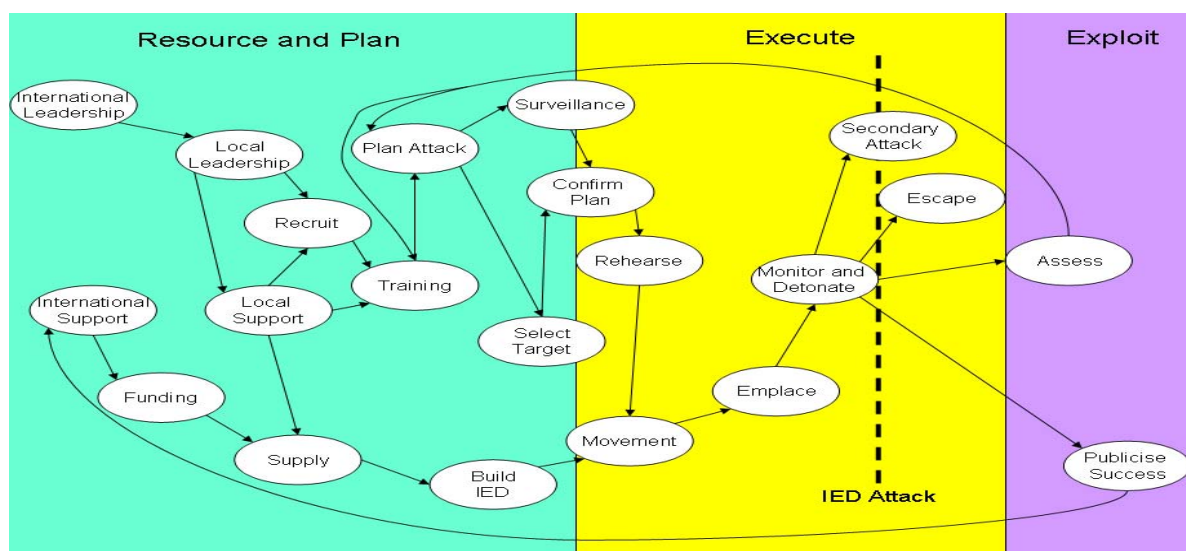 Resource and Plan
Execute
Exploit
International
Leadership
Local
Leadership
Recruit
Plan Attack
Surveillance
Confirm
Plan
Rehearse
Training
International
Support
Local
Support
Select
Target
Funding
Supply
Build
IED
Movement
Emplace
Monitor and
Detonate
Secondary
Attack
Escape
IED Attack
Assess
Publicise
Success